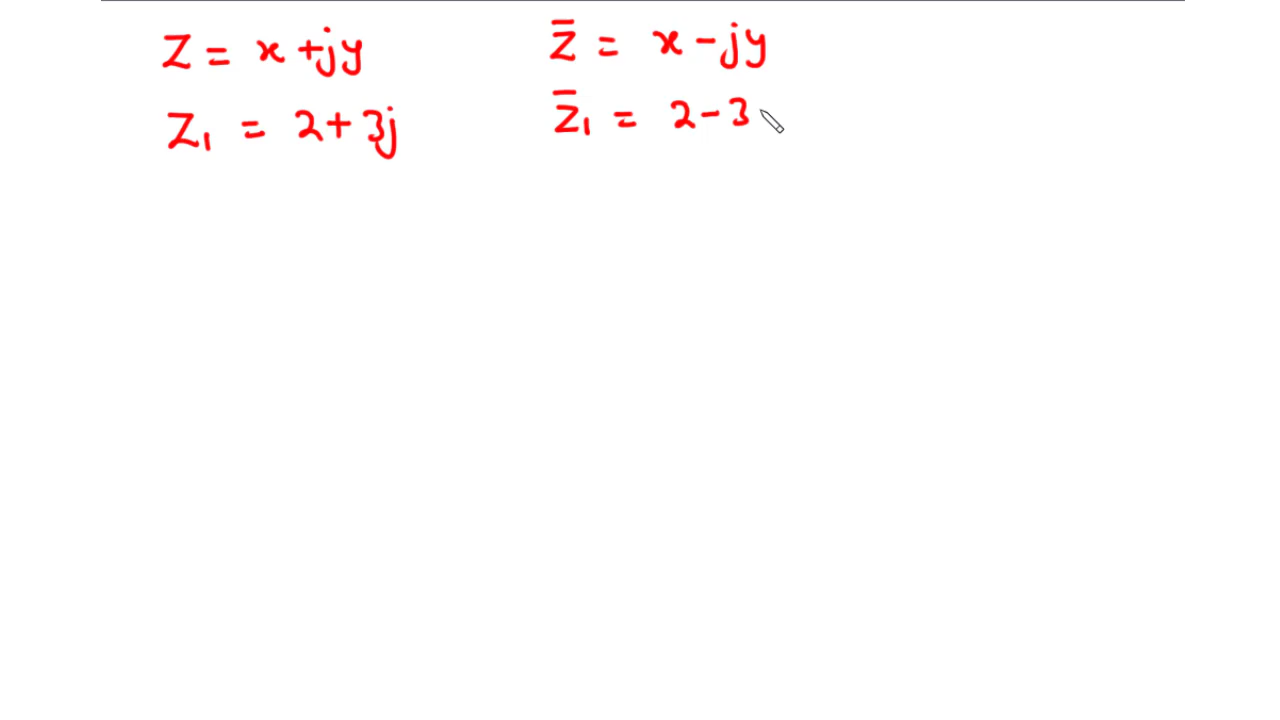 z = x + jy    z̅ = x - jy
z₁ = 2 + 3j    z̅₁ = 2 - 3